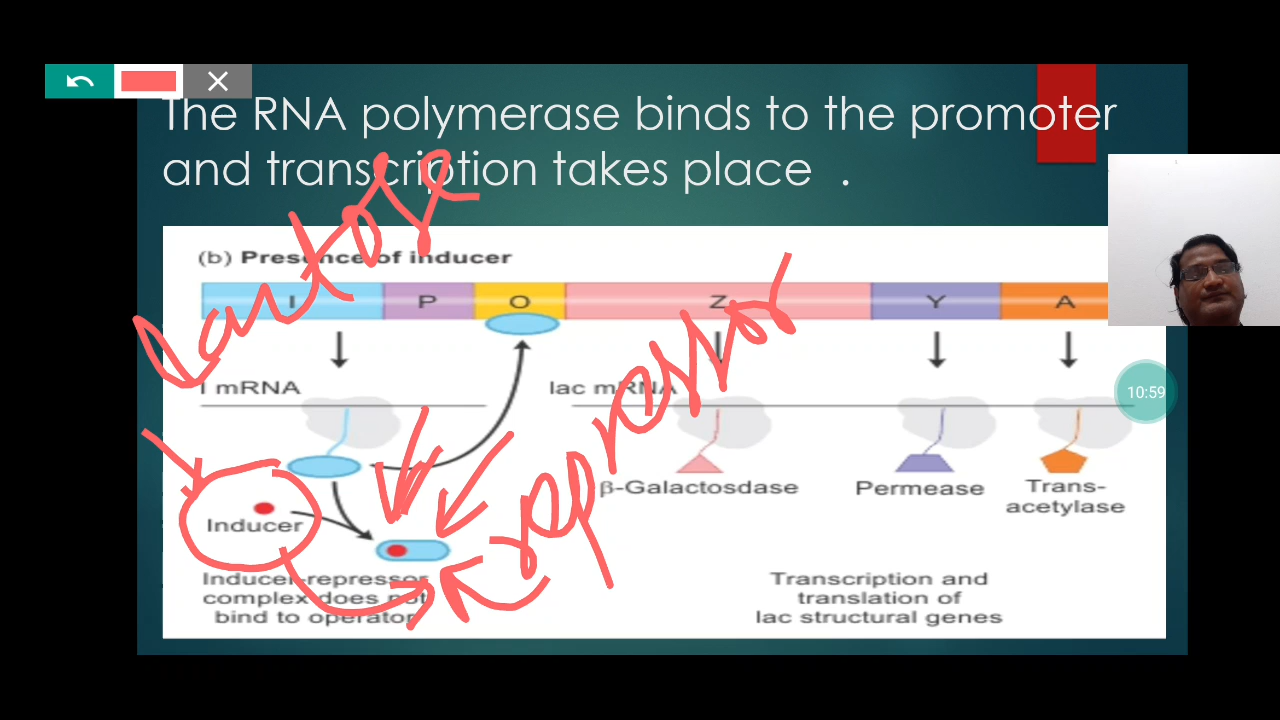 The RNA polymerase binds to the promoter
and transcription takes place .
lactose
(b) Presence of inducer
I P O Z Y A
I mRNA
lac mRNA
10:59
repressor
β-Galactosdase
Permease
Trans-
acetylase
Inducer
Inducer-repressor
complex does not
bind to operator
Transcription and
translation of
lac structural genes